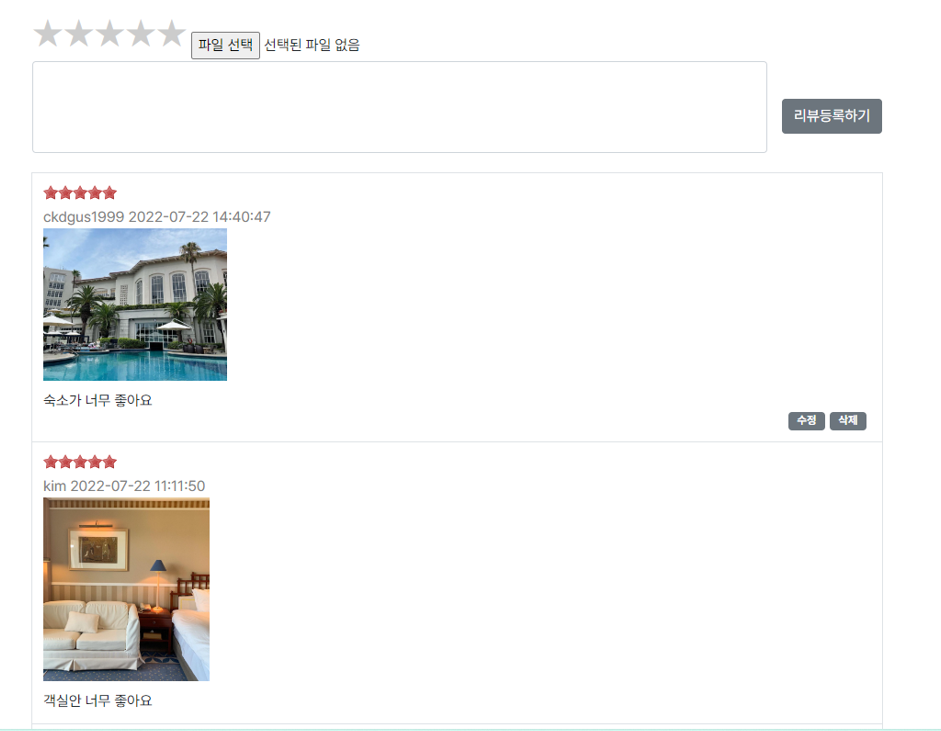 파일 선택 선택된 파일 없음
리뷰등록하기
ckdgus1999 2022-07-22 14:40:47
숙소가 너무 좋아요
수정 삭제
kim 2022-07-22 11:11:50
객실안 너무 좋아요